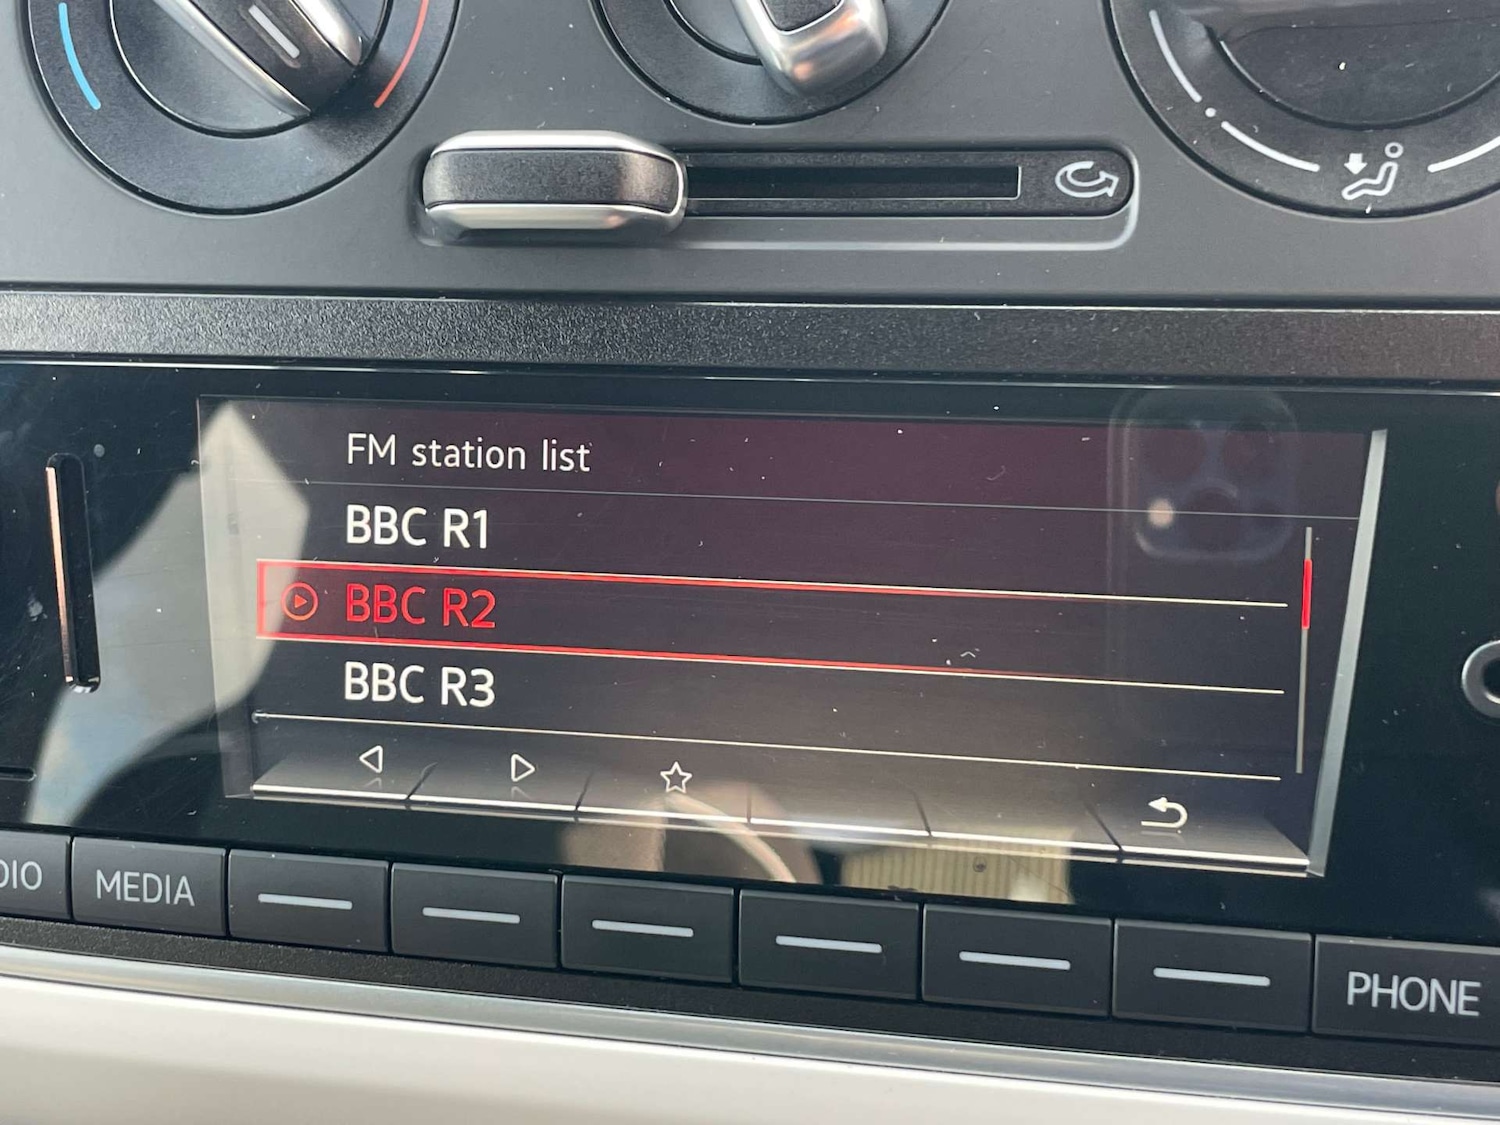 FM station list
BBC R1
BBC R2
BBC R3
DIO MEDIA PHONE